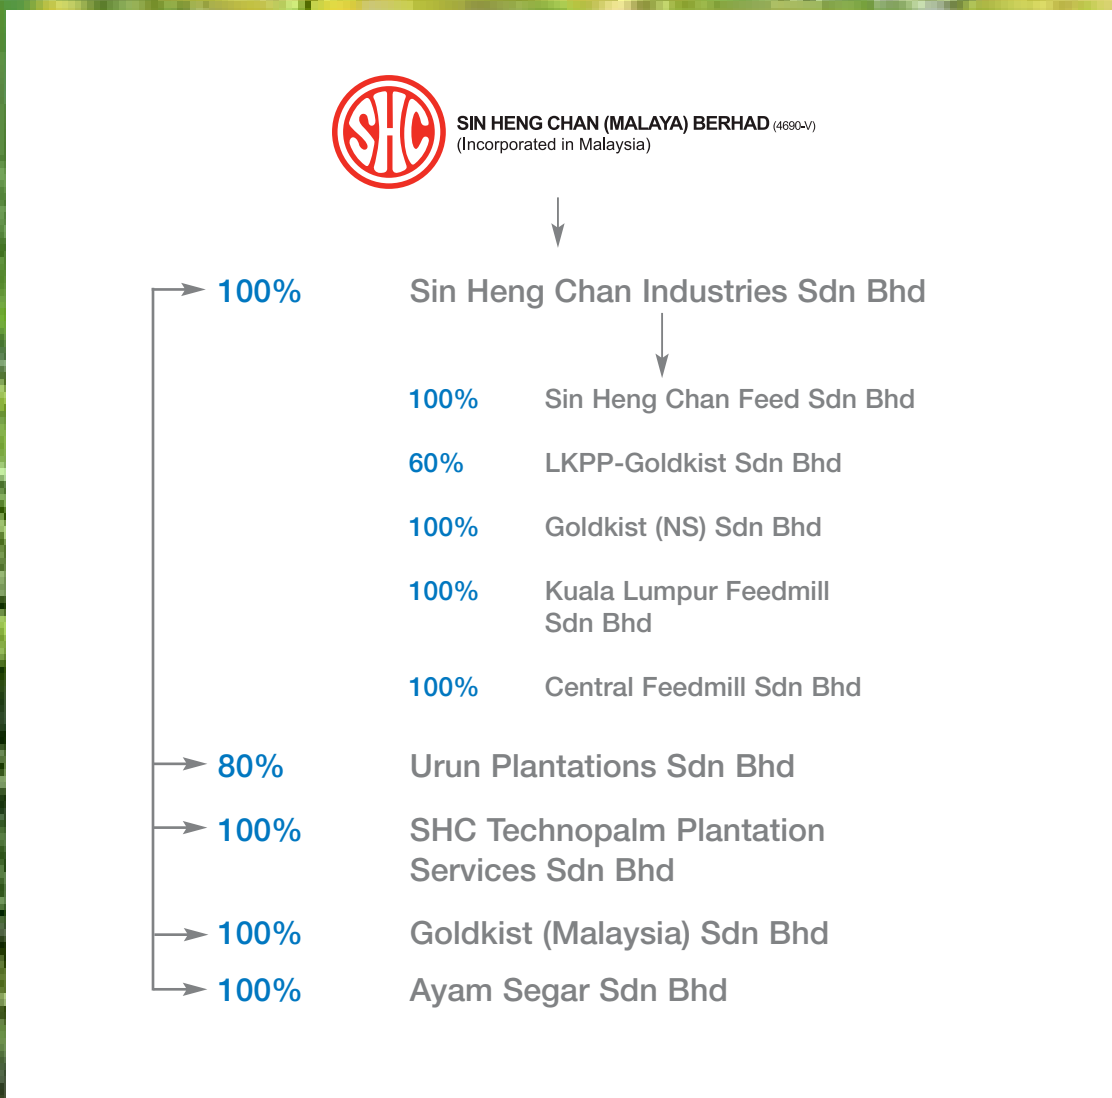 SHC
SIN HENG CHAN (MALAYA) BERHAD (4690-V)
(Incorporated in Malaysia)
100% Sin Heng Chan Industries Sdn Bhd
100% Sin Heng Chan Feed Sdn Bhd
60% LKPP-Goldkist Sdn Bhd
100% Goldkist (NS) Sdn Bhd
100% Kuala Lumpur Feedmill
Sdn Bhd
100% Central Feedmill Sdn Bhd
80% Urun Plantations Sdn Bhd
100% SHC Technopalm Plantation
Services Sdn Bhd
100% Goldkist (Malaysia) Sdn Bhd
100% Ayam Segar Sdn Bhd